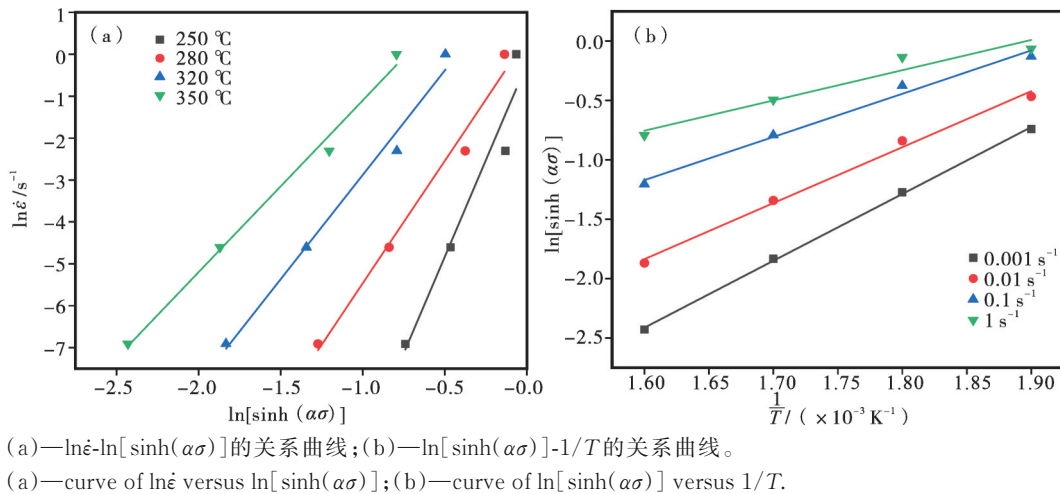 (a)
250 ℃
280 ℃
320 ℃
350 ℃
1
0
−1
−2
−3
−4
−5
−6
−7
lnε̇/s⁻¹
−2.5 −2.0 −1.5 −1.0 −0.5 −0.0
ln[sinh(ασ)]
(b)
0.0
−0.5
−1.0
−1.5
−2.0
−2.5
ln[sinh(ασ)]
0.001 s⁻¹
0.01 s⁻¹
0.1 s⁻¹
1 s⁻¹
1.60 1.65 1.70 1.75 1.80 1.85 1.90
1/T/(×10⁻³ K⁻¹)
(a)—lnε̇-ln[sinh(ασ)]的关系曲线;(b)—ln[sinh(ασ)]-1/T的关系曲线。
(a)—curve of lnε̇ versus ln[sinh(ασ)];(b)—curve of ln[sinh(ασ)] versus 1/T.